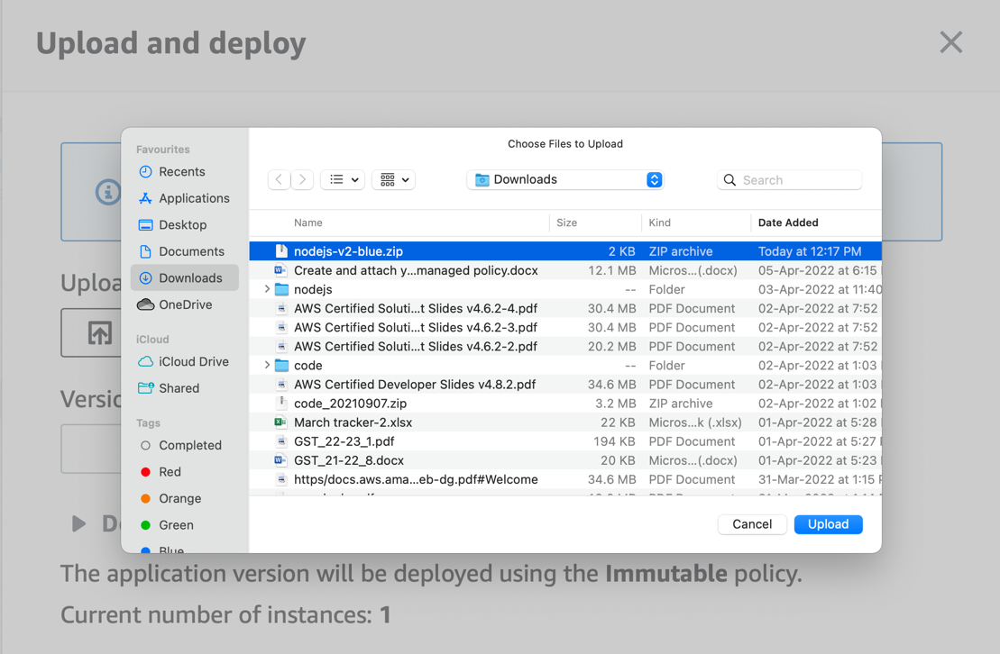 Upload and deploy
Choose Files to Upload
Favourites
Recents
Applications
Desktop
Documents
Downloads
OneDrive
iCloud
iCloud Drive
Shared
Tags
Completed
Red
Orange
Green
Blue
Downloads
Search
Name Size Kind Date Added
nodejs-v2-blue.zip 2 KB ZIP archive Today at 12:17 PM
Create and attach y...managed policy.docx 12.1 MB Micros...(.docx) 05-Apr-2022 at 6:15
nodejs -- Folder 03-Apr-2022 at 11:40
AWS Certified Soluti...t Slides v4.6.2-4.pdf 30.4 MB PDF Document 02-Apr-2022 at 7:52
AWS Certified Soluti...t Slides v4.6.2-3.pdf 30.4 MB PDF Document 02-Apr-2022 at 7:52
AWS Certified Soluti...t Slides v4.6.2-2.pdf 20.2 MB PDF Document 02-Apr-2022 at 7:52
code -- Folder 02-Apr-2022 at 1:03
AWS Certified Developer Slides v4.8.2.pdf 34.6 MB PDF Document 02-Apr-2022 at 1:03
code_20210907.zip 3.2 MB ZIP archive 02-Apr-2022 at 1:02
March tracker-2.xlsx 22 KB Micros...k (.xlsx) 01-Apr-2022 at 5:28
GST_22-23_1.pdf 194 KB PDF Document 01-Apr-2022 at 5:27
GST_21-22_8.docx 20 KB Micros...(.docx) 01-Apr-2022 at 5:23
https/docs.aws.ama...eb-dg.pdf#Welcome 34.6 MB PDF Document 31-Mar-2022 at 1:15
Cancel Upload
Uploa
Versio
The application version will be deployed using the Immutable policy.
Current number of instances: 1